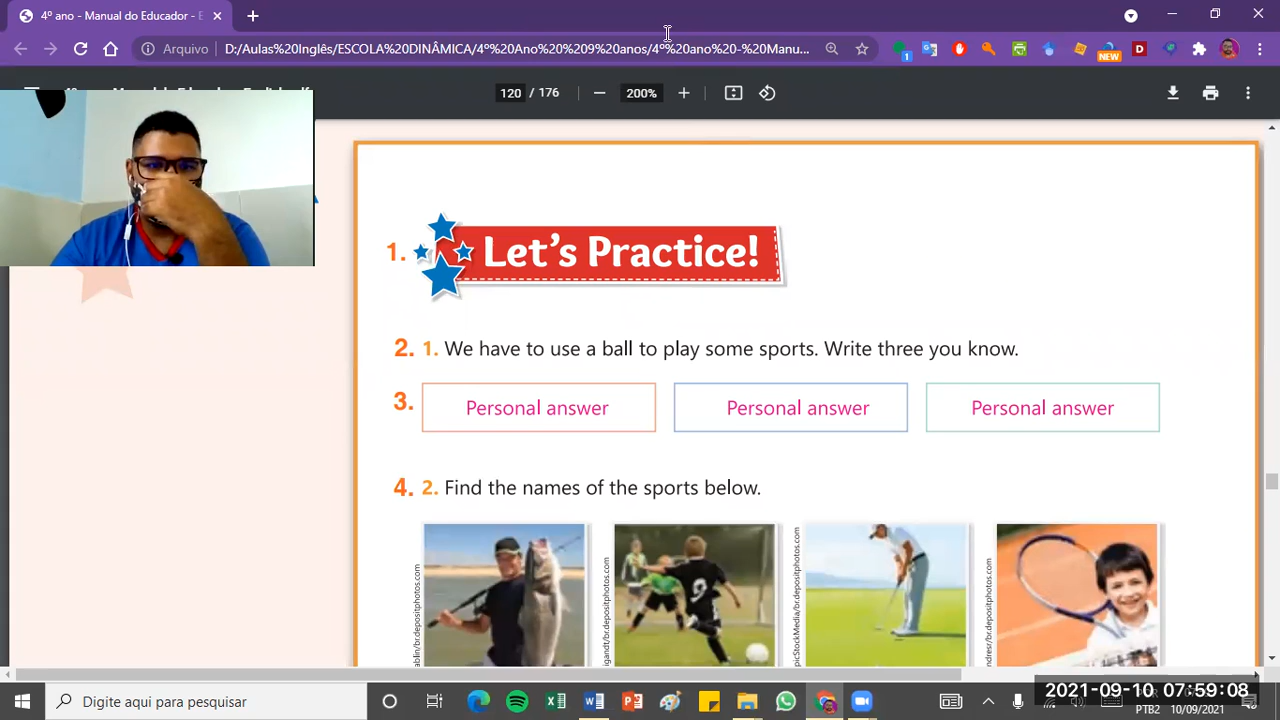 4º ano - Manual do Educador - E
Arquivo
D:/Aulas%20Inglês/ESCOLA%20DINÂMICA/4º%20Ano%20%209%20anos/4º%20ano%20-%20Manu...
1
NEW
120 / 176
200%
1. Let's Practice!
2. 1. We have to use a ball to play some sports. Write three you know.
3. Personal answer Personal answer Personal answer
4. 2. Find the names of the sports below.
9
Digite aqui para pesquisar
2021-09-10 07:59:08
PTB2 10/09/2021